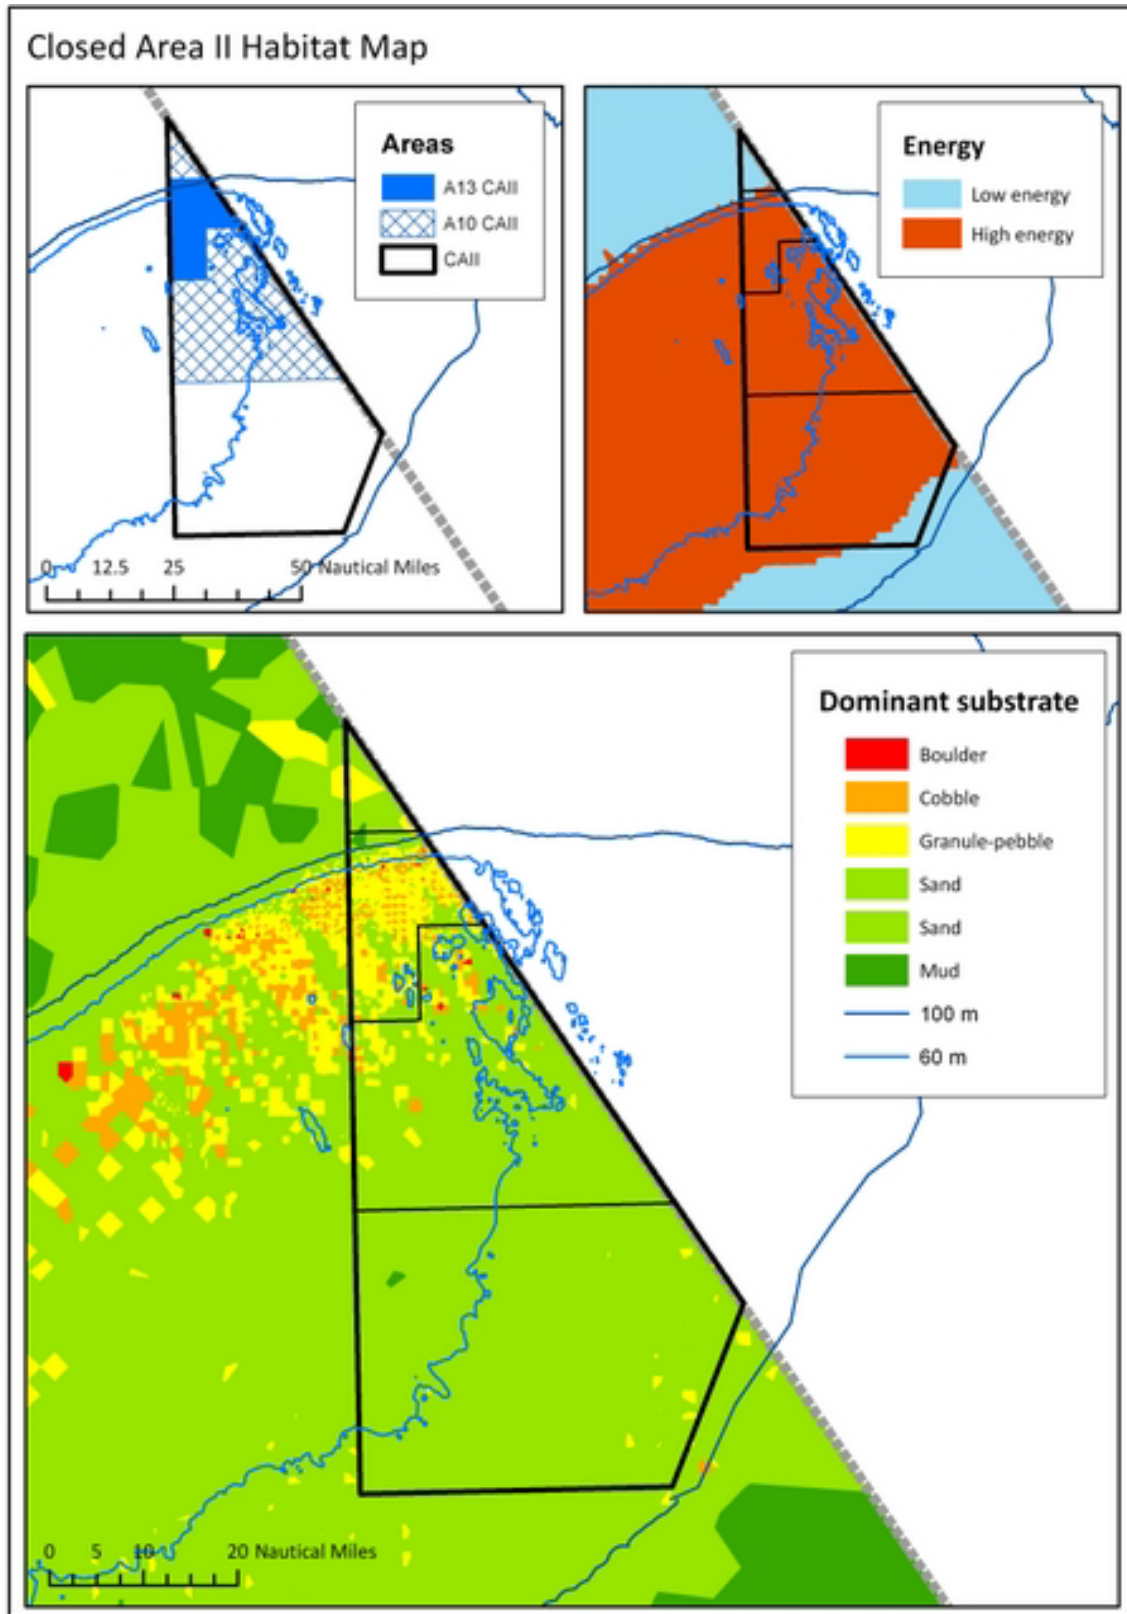 Closed Area II Habitat Map
Areas
A13 CAII
A10 CAII
CAII
0 12.5 25 50 Nautical Miles
Energy
Low energy
High energy
Dominant substrate
Boulder
Cobble
Granule-pebble
Sand
Sand
Mud
100 m
60 m
0 5 10 20 Nautical Miles